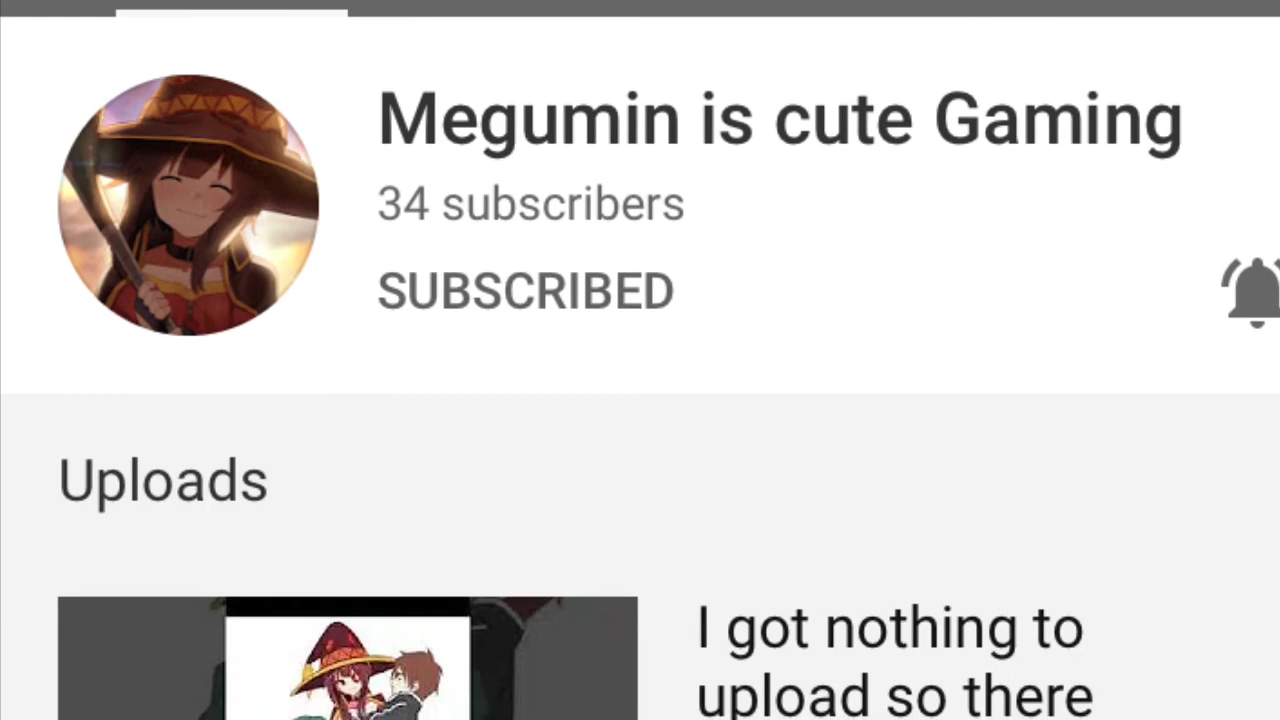 Megumin is cute Gaming
34 subscribers
SUBSCRIBED
Uploads
I got nothing to
upload so there